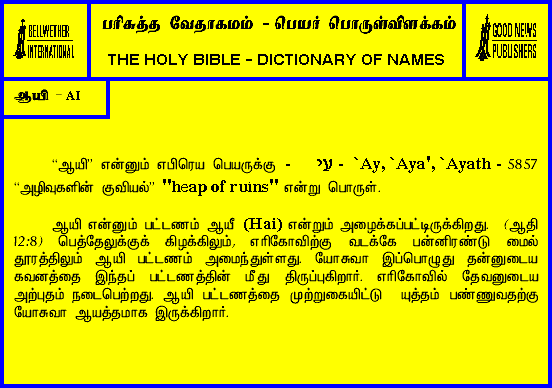 BELLWETHER
INTERNATIONAL
பரிசுத்த வேதாகமம் - பெயர் பொருள்விளக்கம்
THE HOLY BIBLE - DICTIONARY OF NAMES
GOOD NEWS
PUBLISHERS
ஆயி - AI
“ஆயி” என்னும் எபிரெய பெயருக்கு - עי - `Ay, `Aya', `Ayath - 5857
“அழிவுகளின் குவியல்” "heap of ruins" என்று பொருள்.
ஆயி என்னும் பட்டணம் ஆயீ (Hai) என்றும் அழைக்கப்பட்டிருக்கிறது. (ஆதி
12:8) பெத்தேலுக்குக் கிழக்கிலும், எரிகோவிற்கு வடக்கே பன்னிரண்டு மைல்
தூரத்திலும் ஆயி பட்டணம் அமைந்துள்ளது. யோசுவா இப்பொழுது தன்னுடைய
கவனத்தை இந்தப் பட்டணத்தின் மீது திருப்புகிறார். எரிகோவில் தேவனுடைய
அற்புதம் நடைபெற்றது. ஆயி பட்டணத்தை முற்றுகையிட்டு யுத்தம் பண்ணுவதற்கு
யோசுவா ஆயத்தமாக இருக்கிறார்.